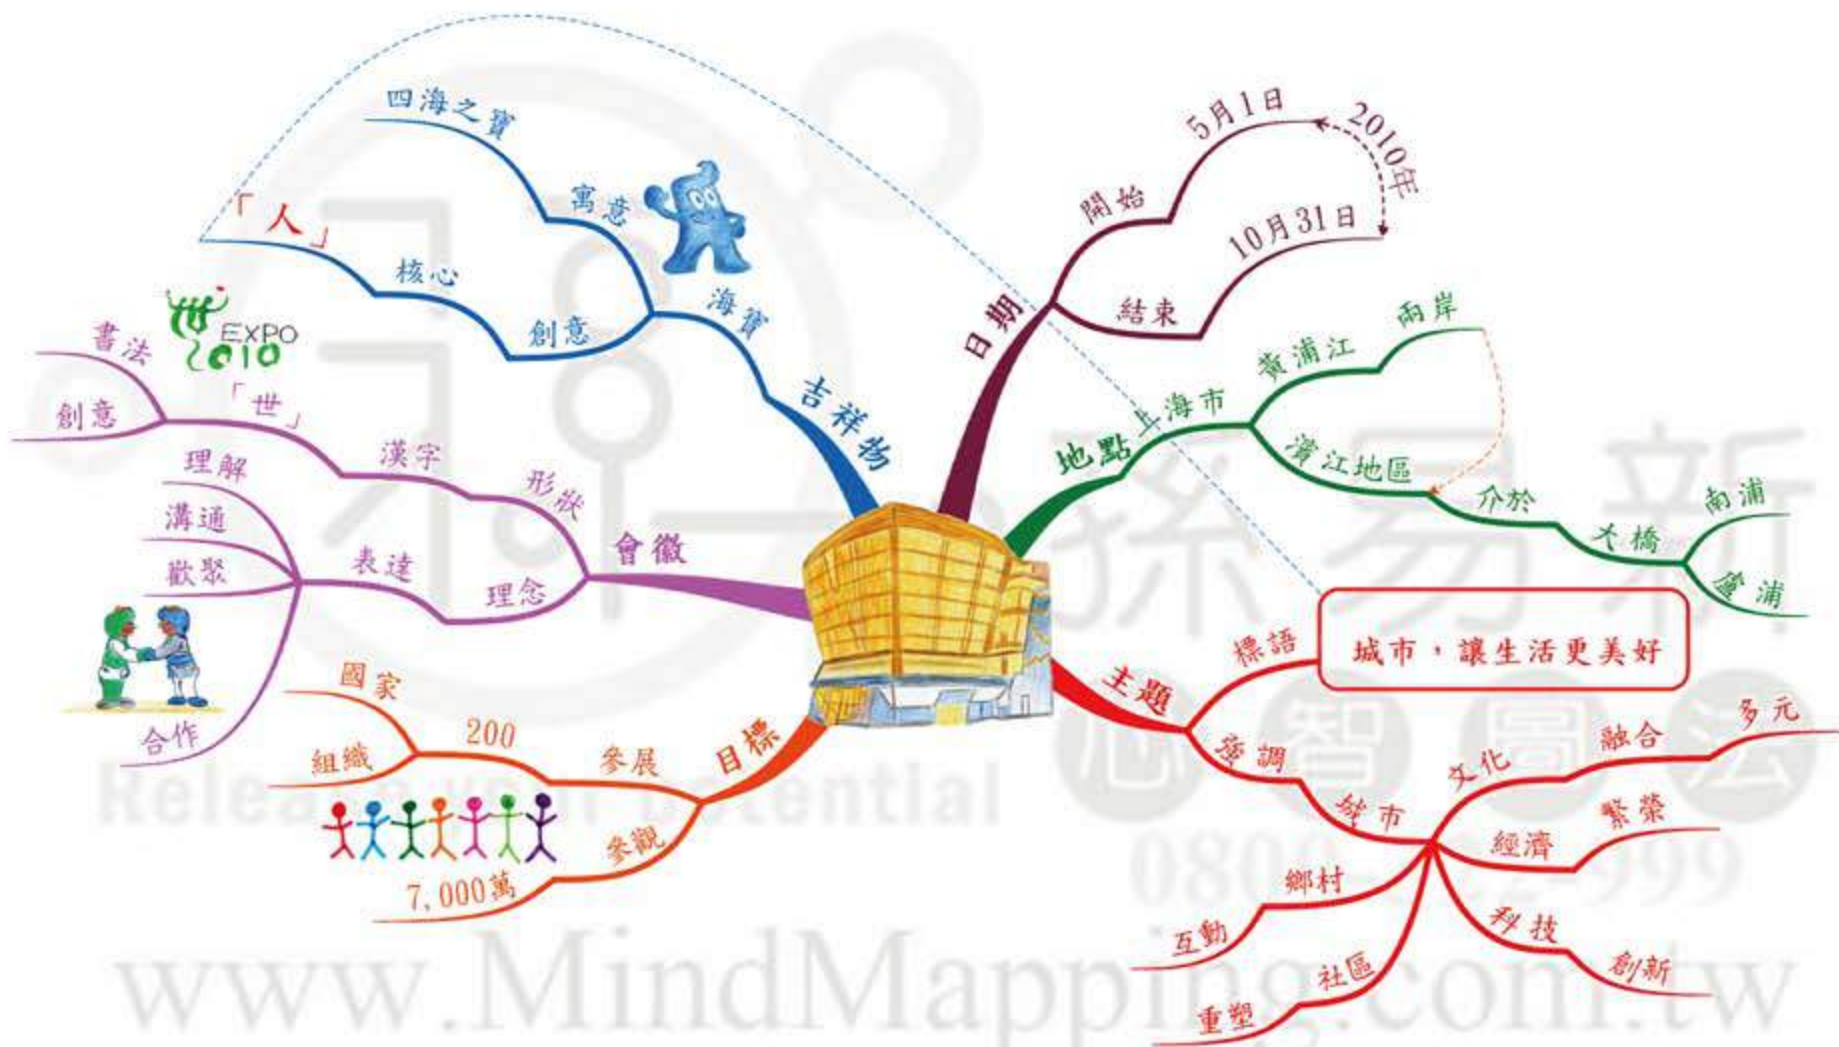 日期
開始
5月1日
2010年
結束
10月31日
地點
上海市
黃浦江
兩岸
濱江地區
介於
大橋
南浦
盧浦
主題
標語
城市，讓生活更美好
強調
城市
文化
融合
多元
經濟
繁榮
科技
創新
社區
重塑
鄉村
互動
目標
參展
200
國家
組織
參觀
7,000萬
會徽
形狀
漢字
「世」
書法
創意
EXPO
2010
理念
表達
理解
溝通
歡聚
合作
吉祥物
海寶
寓意
四海之寶
創意
核心
「人」
孫易新
心智圖法
Release your potential
www.MindMapping.com.tw